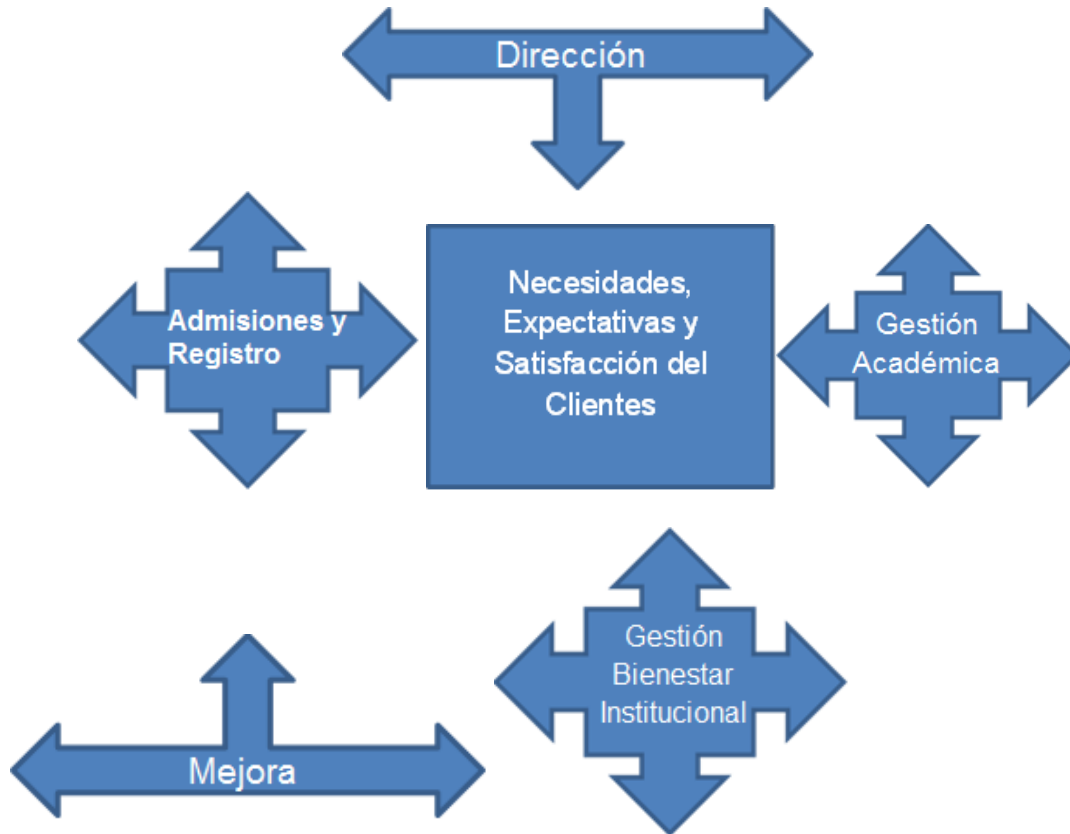 Dirección
Admisiones y
Registro
Necesidades,
Expectativas y
Satisfacción del
Clientes
Gestión
Académica
Gestión
Bienestar
Institucional
Mejora